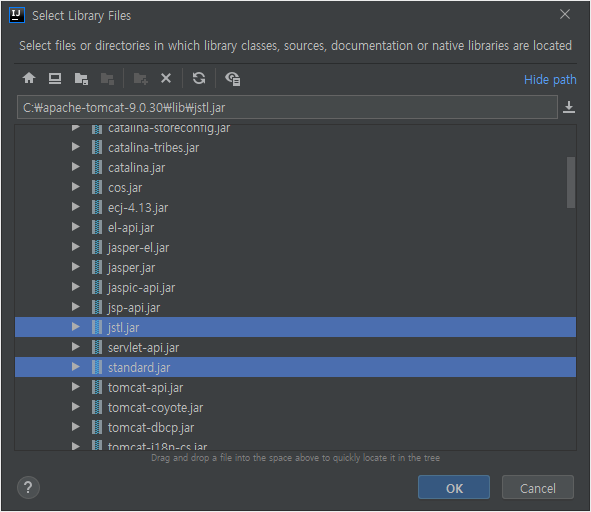 IJ Select Library Files
Select files or directories in which library classes, sources, documentation or native libraries are located
Hide path
C:₩apache-tomcat-9.0.30₩lib₩jstl.jar
catalina-storeconfig.jar
catalina-tribes.jar
catalina.jar
cos.jar
ecj-4.13.jar
el-api.jar
jasper-el.jar
jasper.jar
jaspic-api.jar
jsp-api.jar
jstl.jar
servlet-api.jar
standard.jar
tomcat-api.jar
tomcat-coyote.jar
tomcat-dbcp.jar
tomcat-i18n-cs.jar
Drag and drop a file into the space above to quickly locate it in the tree
? OK Cancel